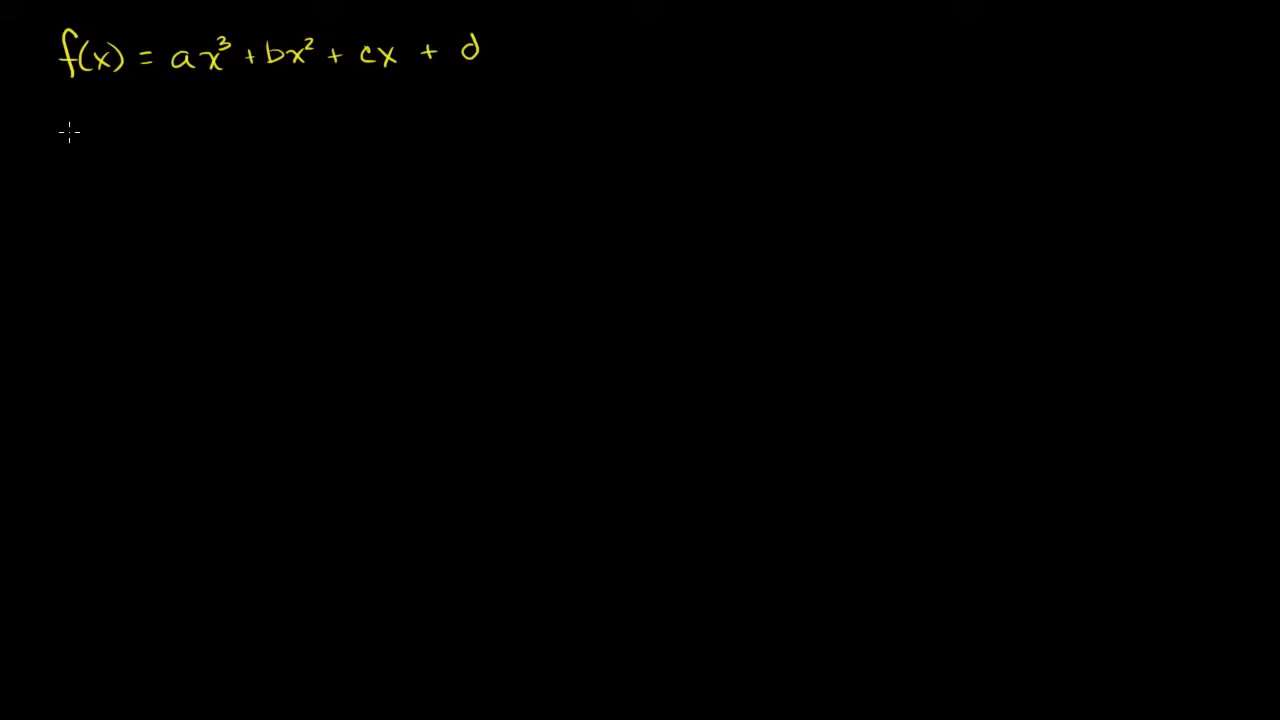 f(x) = ax³ + bx² + cx + d